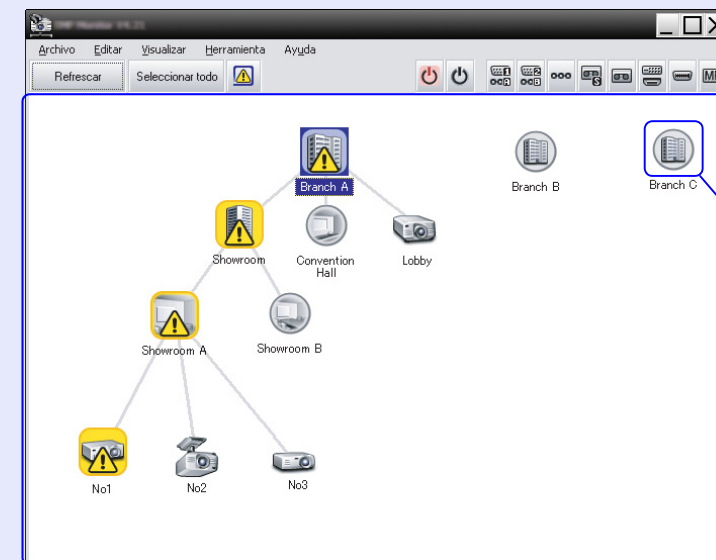 Archivo Editar Visualizar Herramienta Ayuda
Refrescar Seleccionar todo
Branch A
Branch B
Branch C
Showroom
Convention
Hall
Lobby
Showroom A
Showroom B
No1
No2
No3